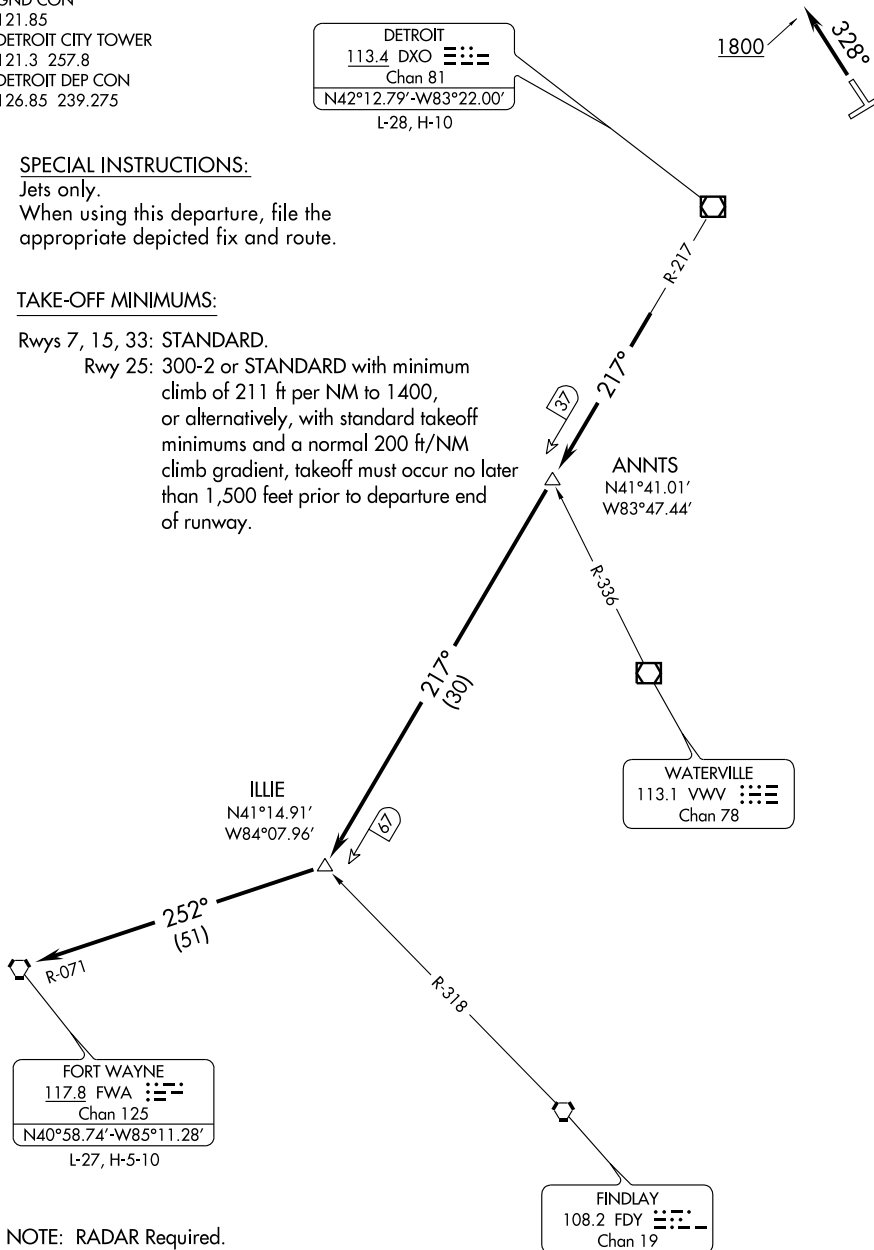 GND CON
121.85
DETROIT CITY TOWER
121.3 257.8
DETROIT DEP CON
126.85 239.275
DETROIT
113.4 DXO
Chan 81
N42°12.79′-W83°22.00′
L-28, H-10
1800
328°
SPECIAL INSTRUCTIONS:
Jets only.
When using this departure, file the
appropriate depicted fix and route.
R-217
TAKE-OFF MINIMUMS:
Rwys 7, 15, 33: STANDARD.
Rwy 25: 300-2 or STANDARD with minimum
climb of 211 ft per NM to 1400,
or alternatively, with standard takeoff
minimums and a normal 200 ft/NM
climb gradient, takeoff must occur no later
than 1,500 feet prior to departure end
of runway.
217°
37
ANNTS
N41°41.01′
W83°47.44′
R-336
217°
(30)
WATERVILLE
113.1 VWV
Chan 78
ILLIE
N41°14.91′
W84°07.96′
67
252°
(51)
R-071
R-318
FORT WAYNE
117.8 FWA
Chan 125
N40°58.74′-W85°11.28′
L-27, H-5-10
FINDLAY
108.2 FDY
Chan 19
NOTE: RADAR Required.